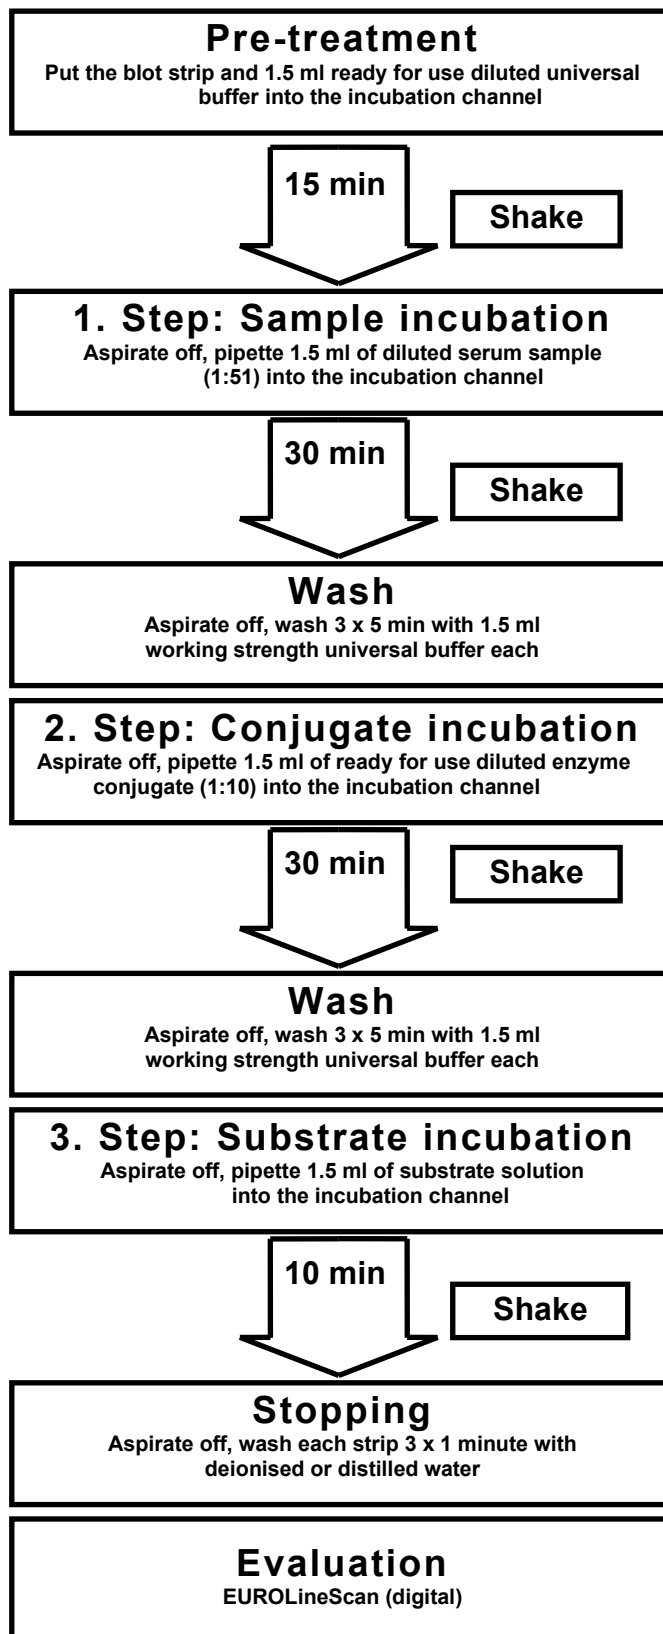 Pre-treatment
Put the blot strip and 1.5 ml ready for use diluted universal
buffer into the incubation channel
15 min
Shake
1. Step: Sample incubation
Aspirate off, pipette 1.5 ml of diluted serum sample
(1:51) into the incubation channel
30 min
Shake
Wash
Aspirate off, wash 3 x 5 min with 1.5 ml
working strength universal buffer each
2. Step: Conjugate incubation
Aspirate off, pipette 1.5 ml of ready for use diluted enzyme
conjugate (1:10) into the incubation channel
30 min
Shake
Wash
Aspirate off, wash 3 x 5 min with 1.5 ml
working strength universal buffer each
3. Step: Substrate incubation
Aspirate off, pipette 1.5 ml of substrate solution
into the incubation channel
10 min
Shake
Stopping
Aspirate off, wash each strip 3 x 1 minute with
deionised or distilled water
Evaluation
EUROLineScan (digital)